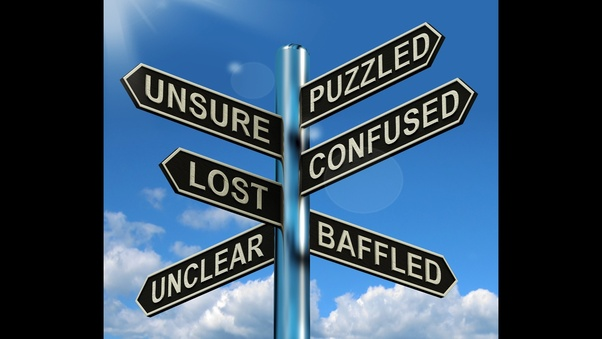 PUZZLED
UNSURE
CONFUSED
LOST
UNCLEAR
BAFFLED